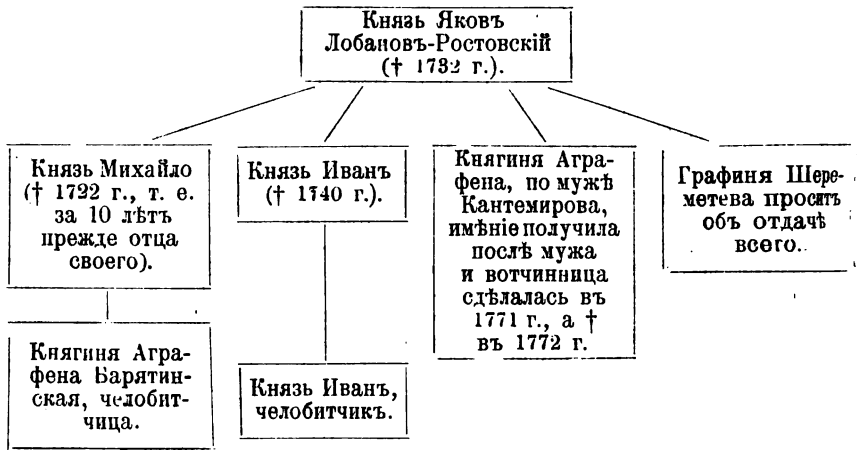 Князь Яковъ
Лобановъ-Ростовскій
(† 1732 г.).
Князь Михайло
(† 1722 г., т. е.
за 10 лѣтъ
прежде отца
своего).
Князь Иванъ
(† 1740 г.).
Княгиня Агра-
фена, по мужѣ
Кантемирова,
имѣніе получила
послѣ мужа
и вотчинница
сдѣлалась въ
1771 г., а †
въ 1772 г.
Графиня Шере-
метева проситъ
объ отдачѣ
всего.
Княгиня Агра-
фена Барятин-
ская, челобит-
чица.
Князь Иванъ,
челобитчикъ.